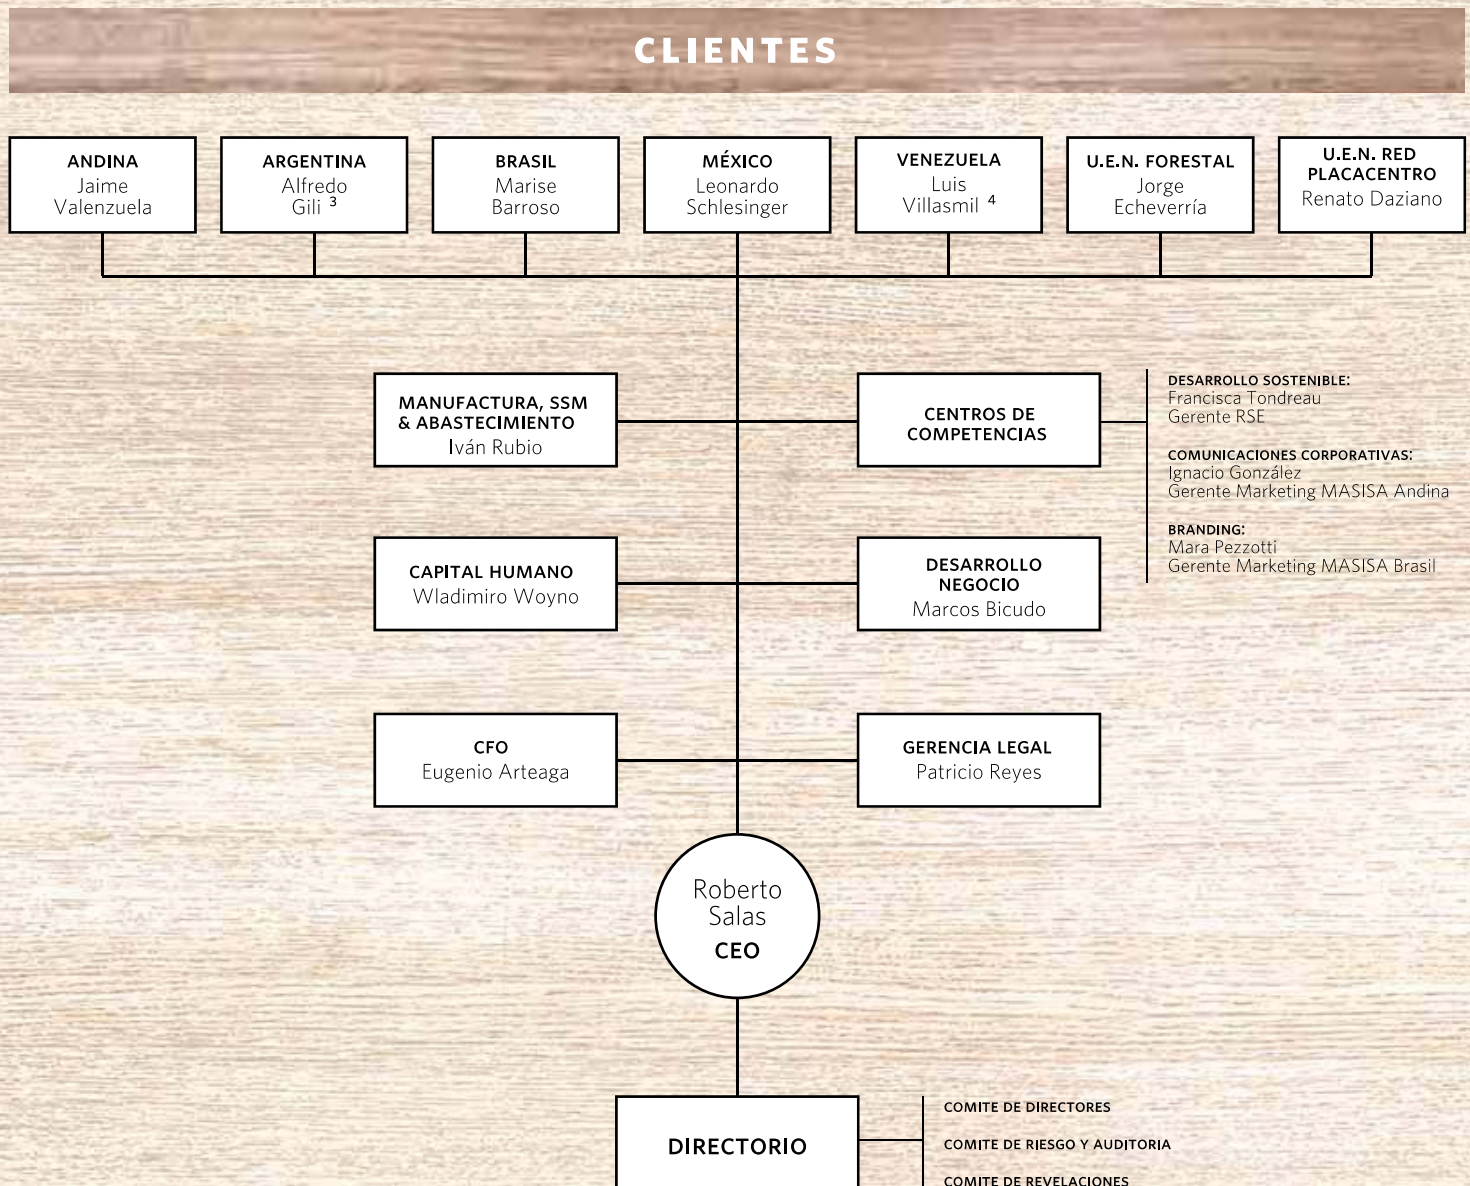 CLIENTES
ANDINA
Jaime
Valenzuela
ARGENTINA
Alfredo
Gili ³
BRASIL
Marise
Barroso
MÉXICO
Leonardo
Schlesinger
VENEZUELA
Luis
Villasmil ⁴
U.E.N. FORESTAL
Jorge
Echeverría
U.E.N. RED
PLACACENTRO
Renato Daziano
MANUFACTURA, SSM
& ABASTECIMIENTO
Iván Rubio
CENTROS DE
COMPETENCIAS
DESARROLLO SOSTENIBLE:
Francisca Tondreau
Gerente RSE
COMUNICACIONES CORPORATIVAS:
Ignacio González
Gerente Marketing MASISA Andina
BRANDING:
Mara Pezzotti
Gerente Marketing MASISA Brasil
CAPITAL HUMANO
Wladimiro Woyno
DESARROLLO
NEGOCIO
Marcos Bicudo
CFO
Eugenio Arteaga
GERENCIA LEGAL
Patricio Reyes
Roberto
Salas
CEO
DIRECTORIO
COMITE DE DIRECTORES
COMITE DE RIESGO Y AUDITORIA
COMITE DE REVELACIONES